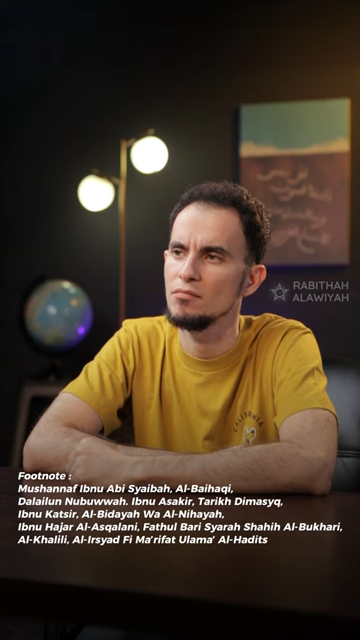 RABITHAH
ALAWIYAH
CALEDONIA
Footnote :
Mushannaf Ibnu Abi Syaibah, Al-Baihaqi,
Dalailun Nubuwwah, Ibnu Asakir, Tarikh Dimasyq,
Ibnu Katsir, Al-Bidayah Wa Al-Nihayah,
Ibnu Hajar Al-Asqalani, Fathul Bari Syarah Shahih Al-Bukhari,
Al-Khalili, Al-Irsyad Fi Ma'rifat Ulama' Al-Hadits